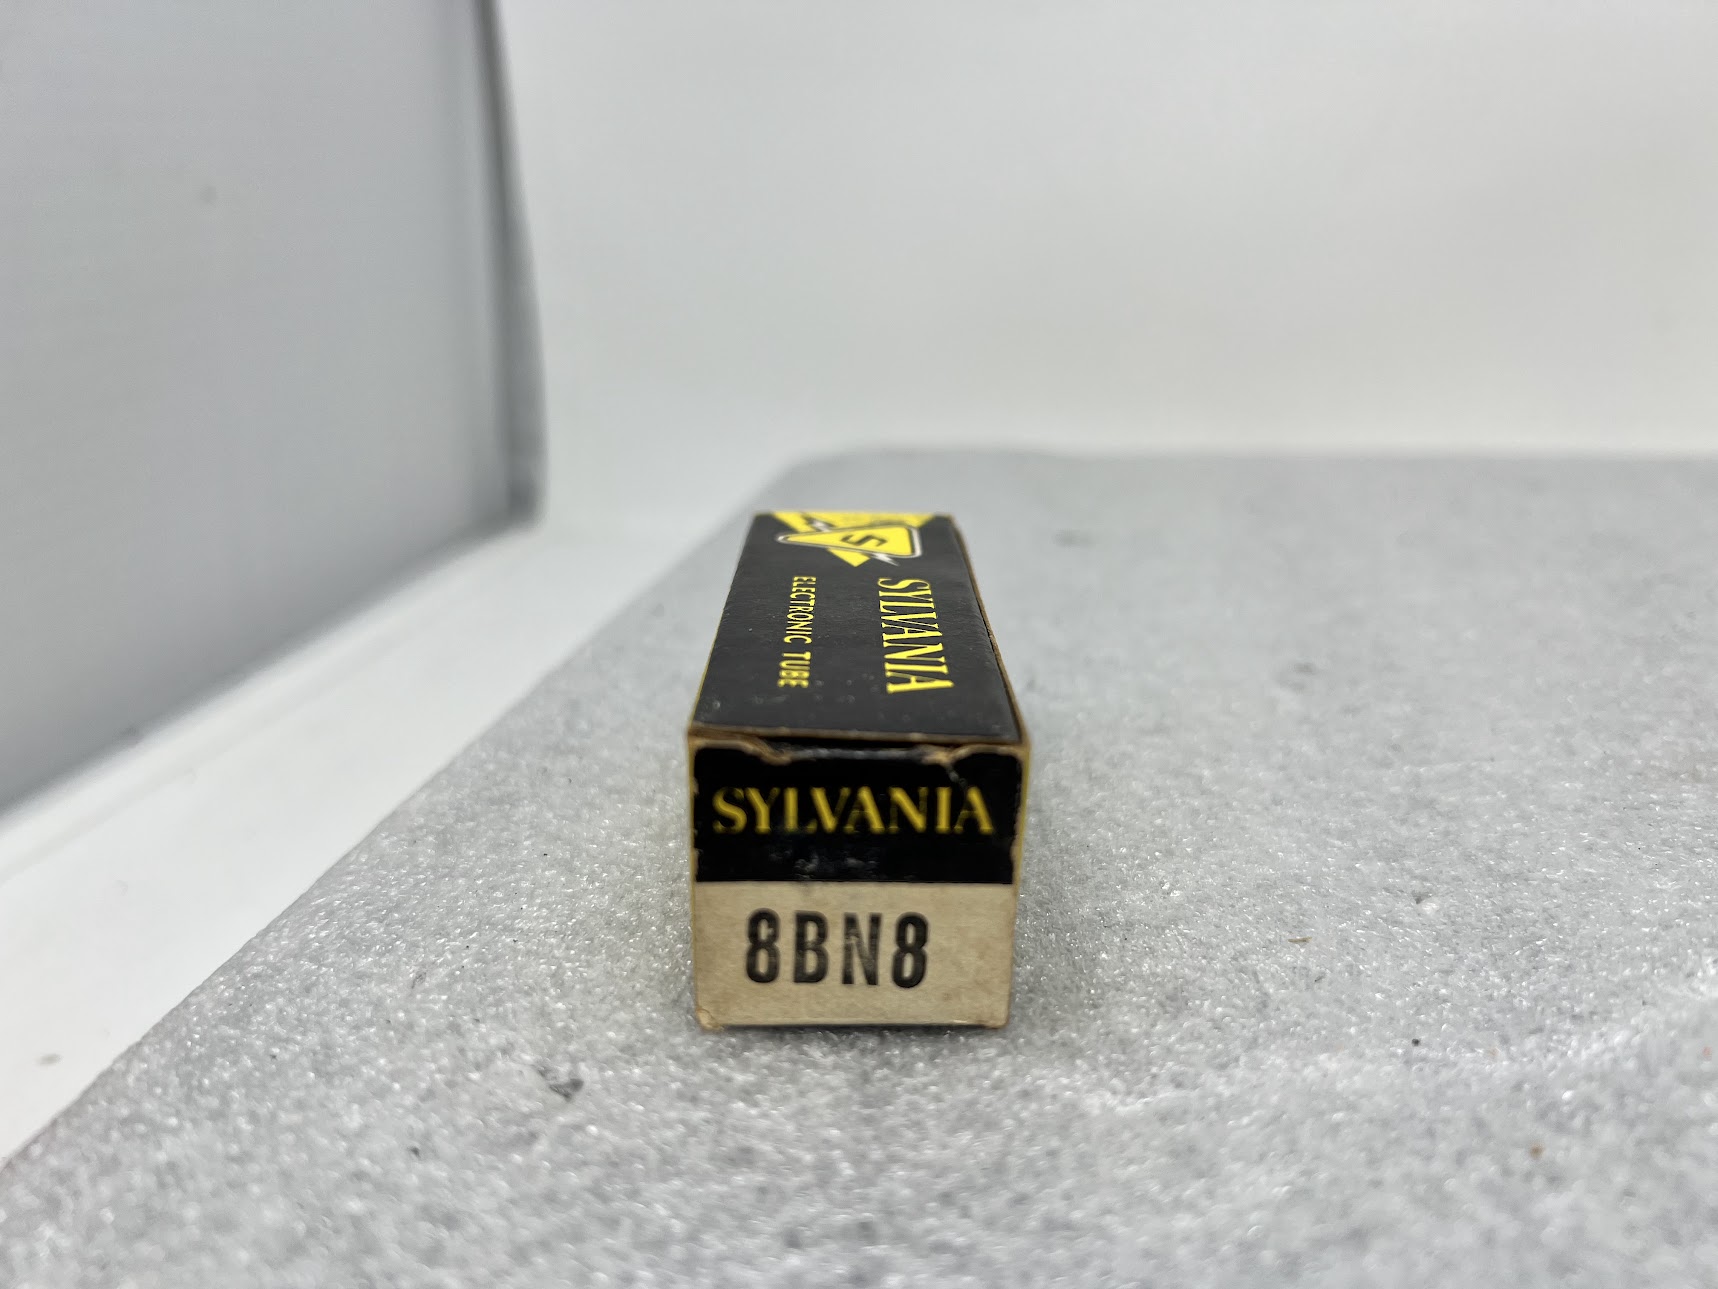 S
SYLVANIA
ELECTRONIC TUBE
SYLVANIA
8BN8